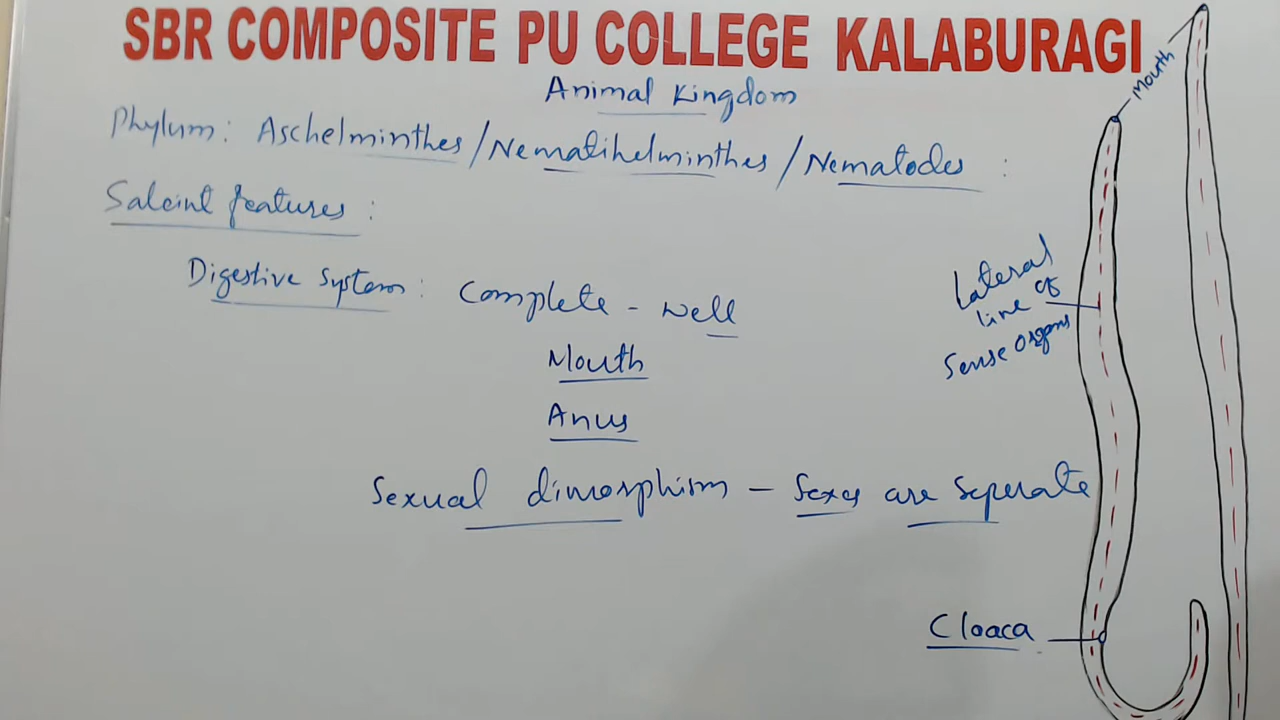 SBR COMPOSITE PU COLLEGE KALABURAGI
Animal Kingdom
Phylum: Aschelminthes/Nematihelminthes/Nematodes :
Saleint features :
Digestive System : Complete - well
Mouth
Anus
Sexual dimorphism - Sexes are Seperate
Mouth
Lateral
line of
Sense Organs
Cloaca